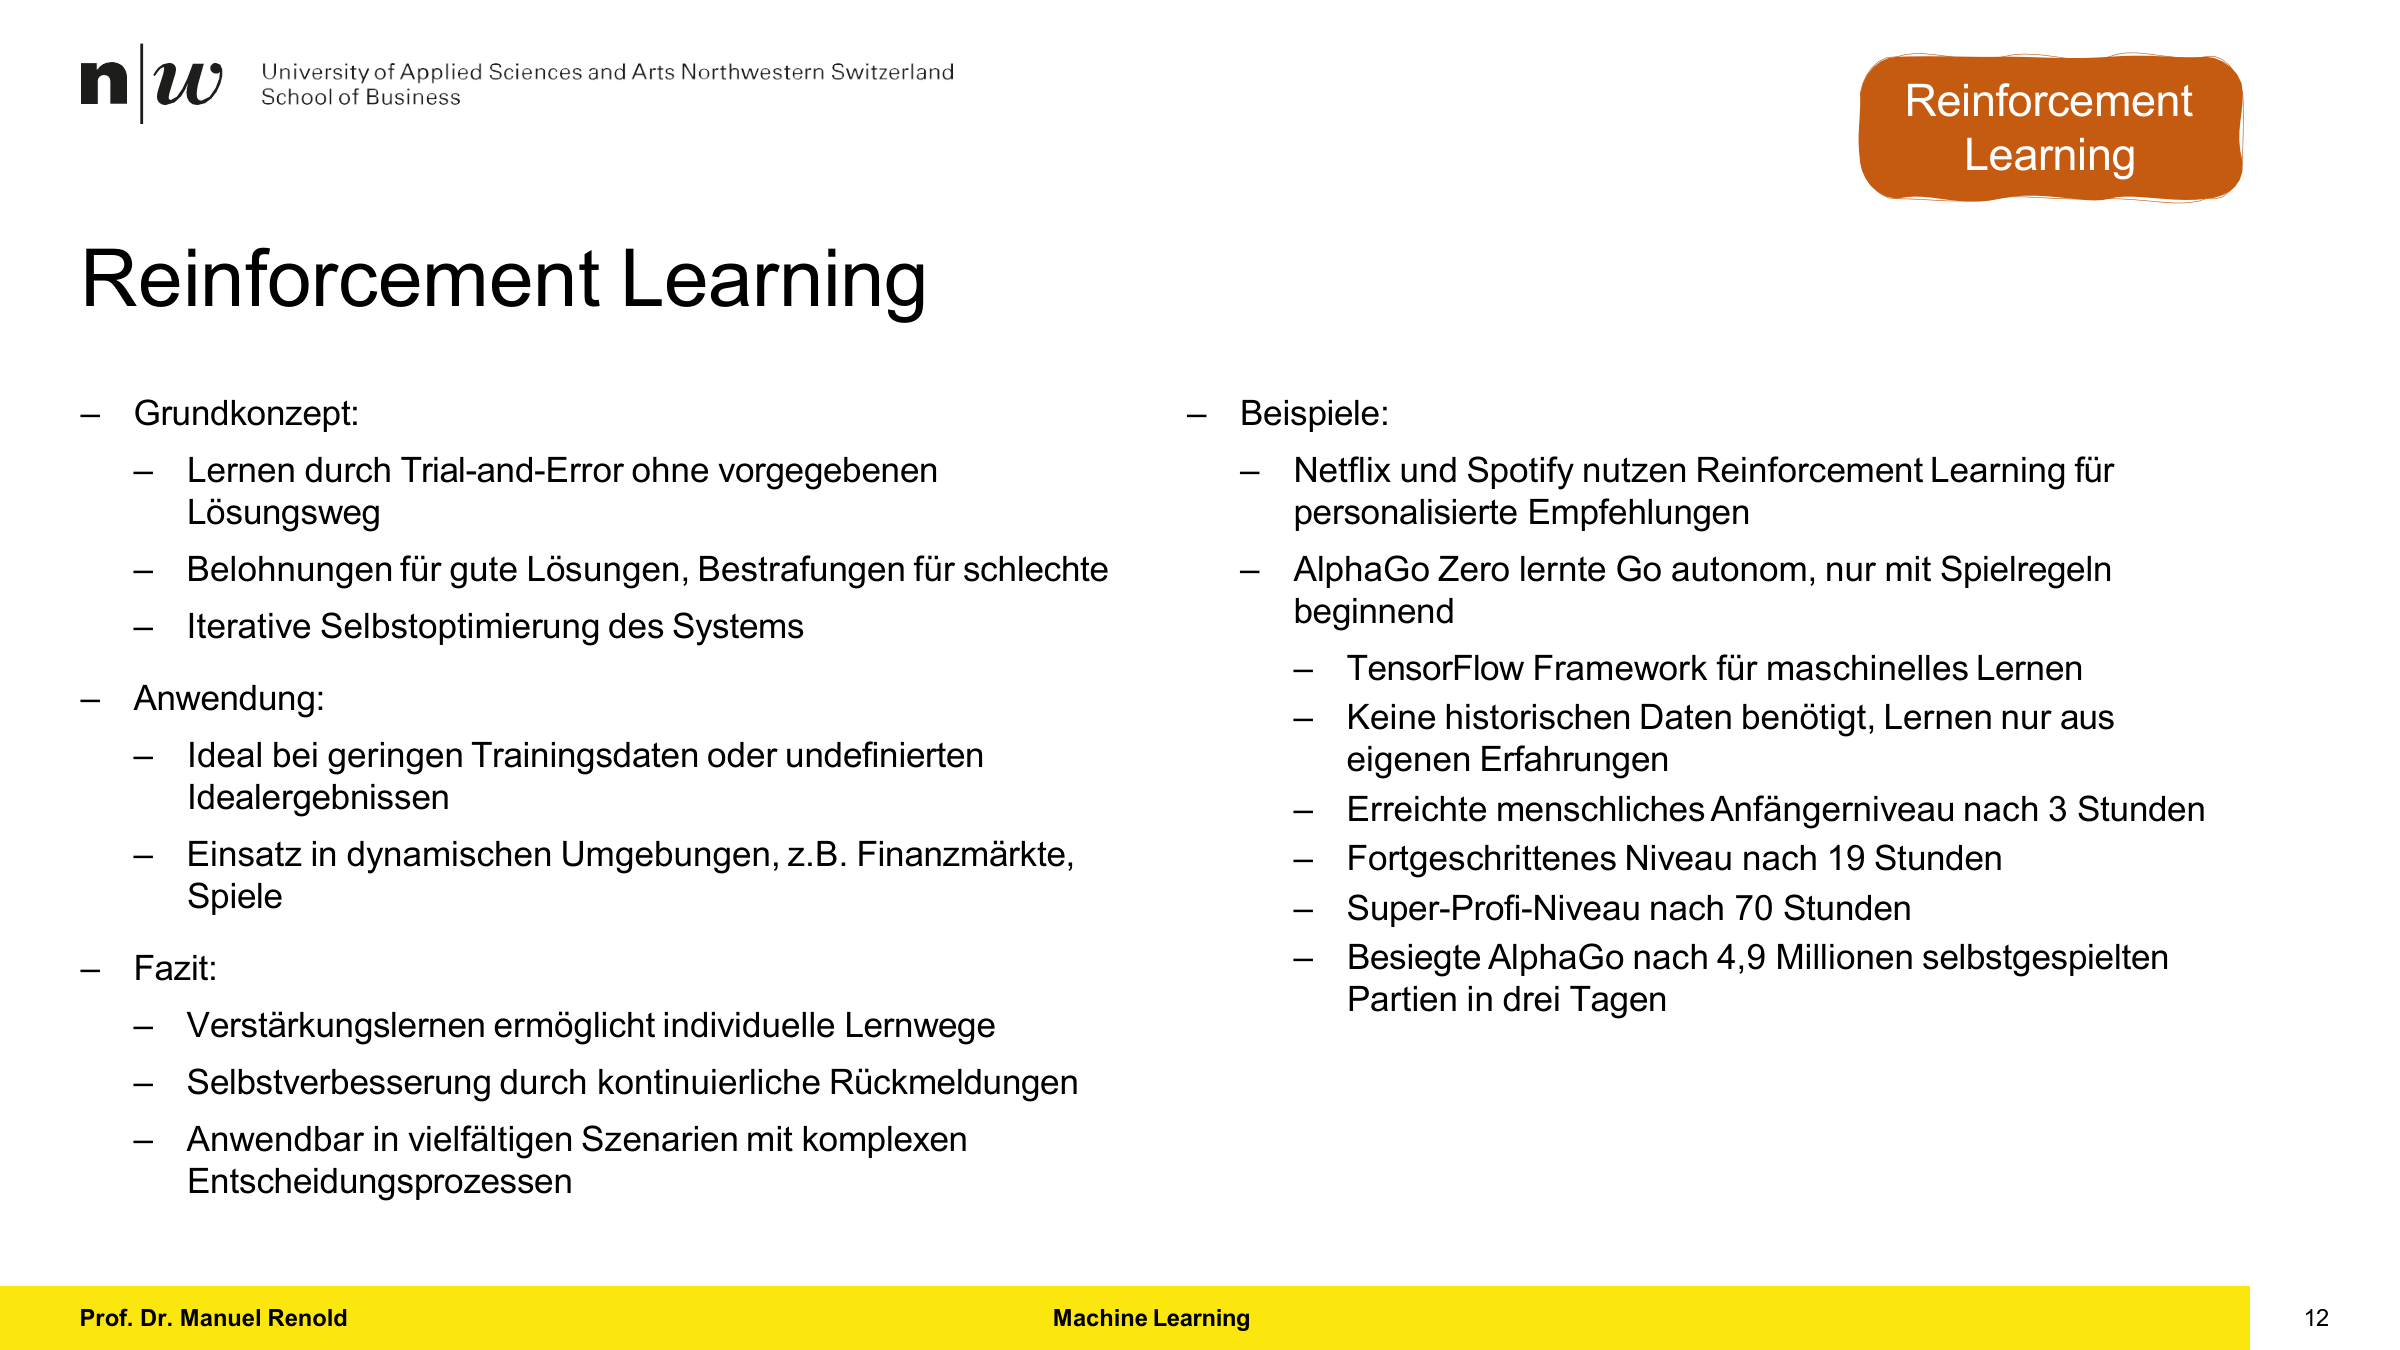 n|w University of Applied Sciences and Arts Northwestern Switzerland
School of Business
Reinforcement
Learning
Reinforcement Learning
– Grundkonzept:
– Lernen durch Trial-and-Error ohne vorgegebenen
Lösungsweg
– Belohnungen für gute Lösungen, Bestrafungen für schlechte
– Iterative Selbstoptimierung des Systems
– Anwendung:
– Ideal bei geringen Trainingsdaten oder undefinierten
Idealergebnissen
– Einsatz in dynamischen Umgebungen, z.B. Finanzmärkte,
Spiele
– Fazit:
– Verstärkungslernen ermöglicht individuelle Lernwege
– Selbstverbesserung durch kontinuierliche Rückmeldungen
– Anwendbar in vielfältigen Szenarien mit komplexen
Entscheidungsprozessen
– Beispiele:
– Netflix und Spotify nutzen Reinforcement Learning für
personalisierte Empfehlungen
– AlphaGo Zero lernte Go autonom, nur mit Spielregeln
beginnend
– TensorFlow Framework für maschinelles Lernen
– Keine historischen Daten benötigt, Lernen nur aus
eigenen Erfahrungen
– Erreichte menschliches Anfängerniveau nach 3 Stunden
– Fortgeschrittenes Niveau nach 19 Stunden
– Super-Profi-Niveau nach 70 Stunden
– Besiegte AlphaGo nach 4,9 Millionen selbstgespielten
Partien in drei Tagen
Prof. Dr. Manuel Renold
Machine Learning
12